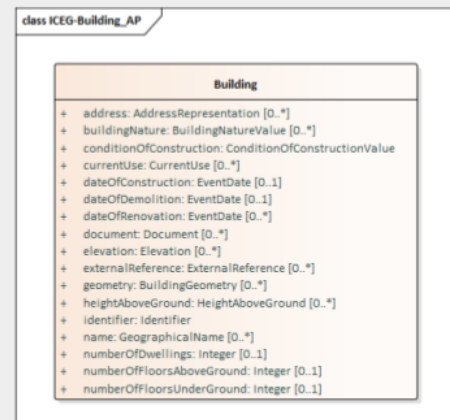 class ICEG-Building_AP
Building
+ address: AddressRepresentation [0..*]
+ buildingNature: BuildingNatureValue [0..*]
+ conditionOfConstruction: ConditionOfConstructionValue
+ currentUse: CurrentUse [0..*]
+ dateOfConstruction: EventDate [0..1]
+ dateOfDemolition: EventDate [0..1]
+ dateOfRenovation: EventDate [0..*]
+ document: Document [0..*]
+ elevation: Elevation [0..*]
+ externalReference: ExternalReference [0..*]
+ geometry: BuildingGeometry [0..*]
+ heightAboveGround: HeightAboveGround [0..*]
+ identifier: Identifier
+ name: GeographicalName [0..*]
+ numberOfDwellings: Integer [0..1]
+ numberOfFloorsAboveGround: Integer [0..1]
+ numberOfFloorsUnderGround: Integer [0..1]